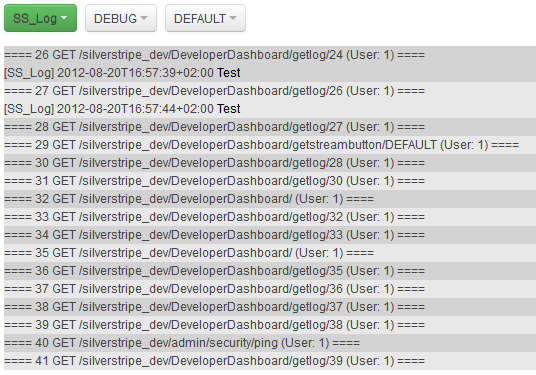 SS_Log DEBUG DEFAULT
==== 26 GET /silverstripe_dev/DeveloperDashboard/getlog/24 (User: 1) ====
[SS_Log] 2012-08-20T16:57:39+02:00 Test
==== 27 GET /silverstripe_dev/DeveloperDashboard/getlog/26 (User: 1) ====
[SS_Log] 2012-08-20T16:57:44+02:00 Test
==== 28 GET /silverstripe_dev/DeveloperDashboard/getlog/27 (User: 1) ====
==== 29 GET /silverstripe_dev/DeveloperDashboard/getstreambutton/DEFAULT (User: 1) ====
==== 30 GET /silverstripe_dev/DeveloperDashboard/getlog/28 (User: 1) ====
==== 31 GET /silverstripe_dev/DeveloperDashboard/getlog/30 (User: 1) ====
==== 32 GET /silverstripe_dev/DeveloperDashboard/ (User: 1) ====
==== 33 GET /silverstripe_dev/DeveloperDashboard/getlog/32 (User: 1) ====
==== 34 GET /silverstripe_dev/DeveloperDashboard/getlog/33 (User: 1) ====
==== 35 GET /silverstripe_dev/DeveloperDashboard/ (User: 1) ====
==== 36 GET /silverstripe_dev/DeveloperDashboard/getlog/35 (User: 1) ====
==== 37 GET /silverstripe_dev/DeveloperDashboard/getlog/36 (User: 1) ====
==== 38 GET /silverstripe_dev/DeveloperDashboard/getlog/37 (User: 1) ====
==== 39 GET /silverstripe_dev/DeveloperDashboard/getlog/38 (User: 1) ====
==== 40 GET /silverstripe_dev/admin/security/ping (User: 1) ====
==== 41 GET /silverstripe_dev/DeveloperDashboard/getlog/39 (User: 1) ====